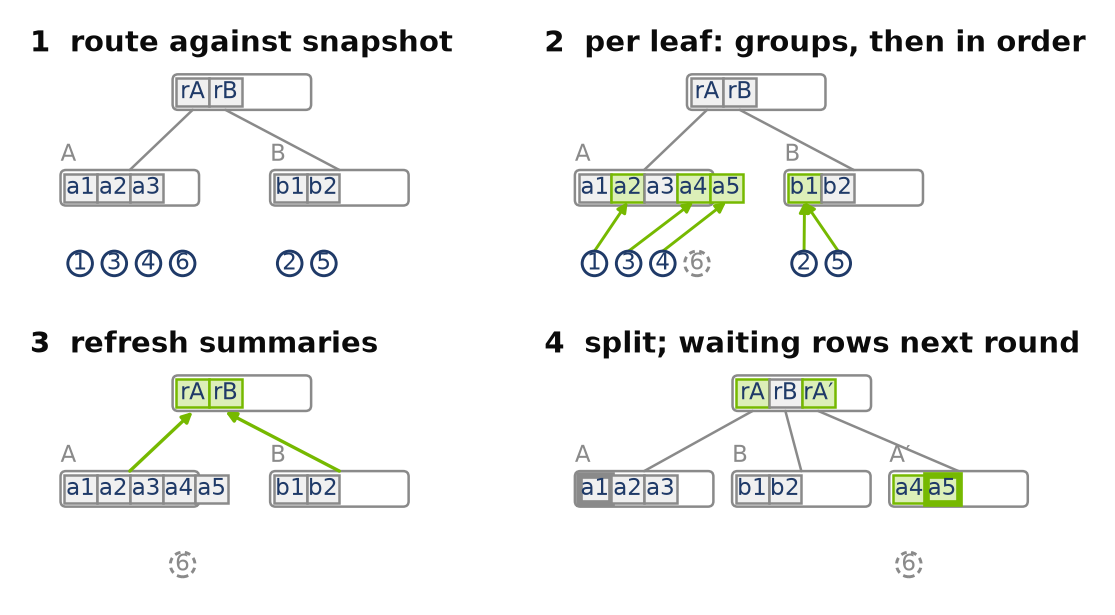 1 route against snapshot
rA rB
A
B
a1 a2 a3
b1 b2
1 3 4 6
2 5
2 per leaf: groups, then in order
rA rB
A
B
a1 a2 a3 a4 a5
b1 b2
1 3 4 6
2 5
3 refresh summaries
rA rB
A
B
a1 a2 a3 a4 a5
b1 b2
6
4 split; waiting rows next round
rA rB rA′
A
B
A′
a1 a2 a3
b1 b2
a4 a5
6